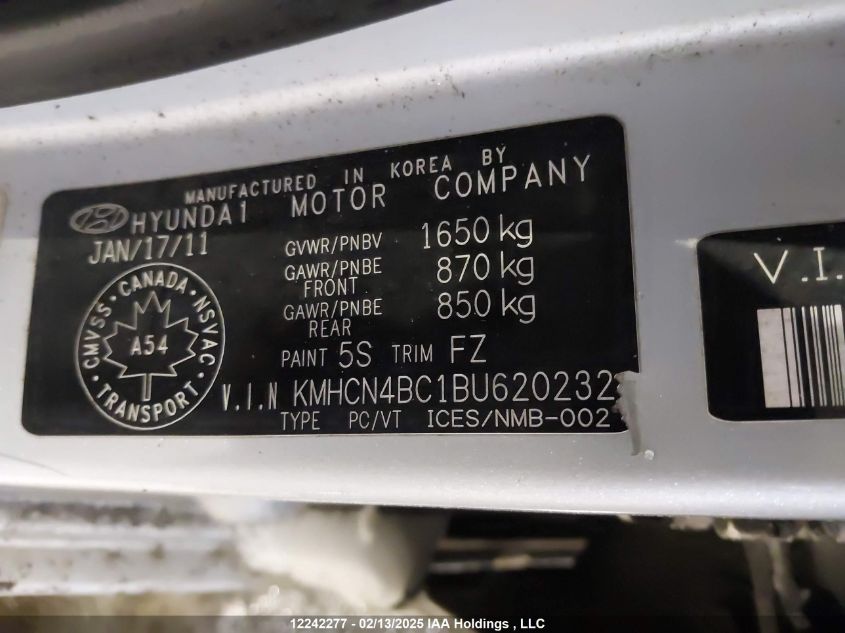 MANUFACTURED IN KOREA BY
HYUNDAI MOTOR COMPANY
JAN/17/11
GVWR/PNBV 1650 kg
GAWR/PNBE FRONT 870 kg
GAWR/PNBE REAR 850 kg
CMVSS · CANADA · NSVAC · TRANSPORT ·
A54
PAINT 5S TRIM FZ
V.I.N KMHCN4BC1BU620232
TYPE PC/VT ICES/NMB-002
V.I.
12242277 - 02/13/2025 IAA Holdings , LLC